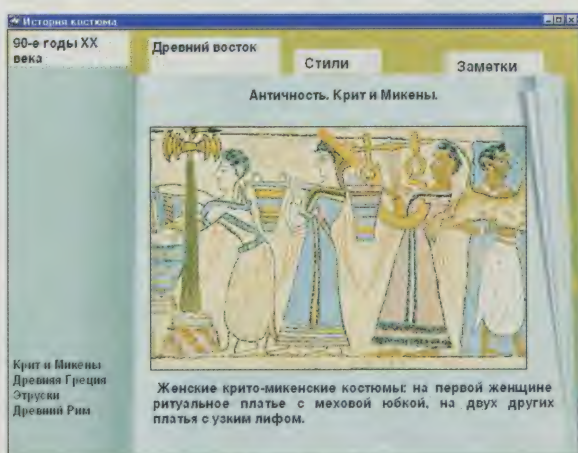 История костюма
90-е годы XX
века
Древний восток
Стили
Заметки
Античность. Крит и Микены.
Крит и Микены
Древняя Греция
Этруски
Древний Рим
Женские крито-микенские костюмы: на первой женщине
ритуальное платье с меховой юбкой, на двух других
платья с узким лифом.